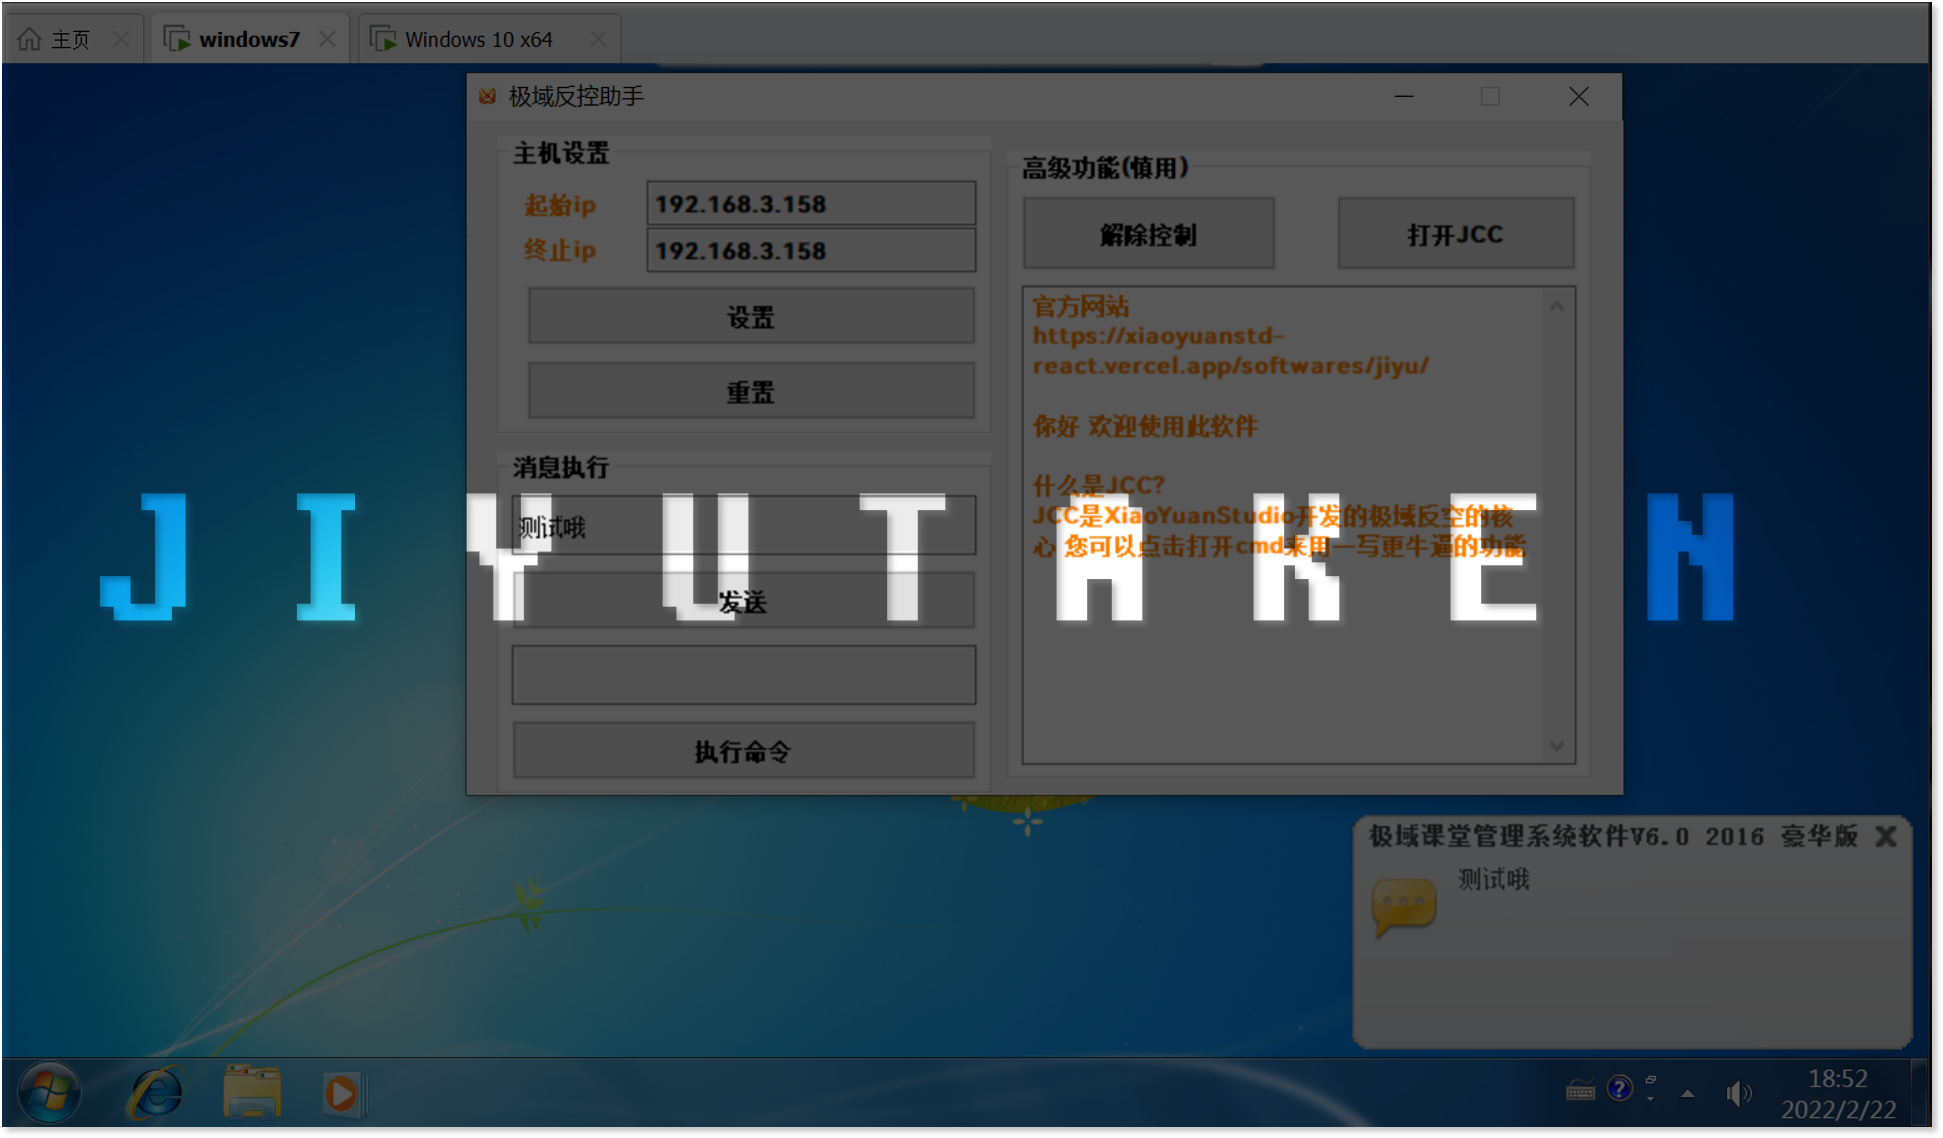 主页
windows7
Windows 10 x64
极域反控助手
主机设置
起始ip
192.168.3.158
终止ip
192.168.3.158
设置
重置
消息执行
测试哦
发送
执行命令
高级功能(慎用)
解除控制
打开JCC
官方网站
https://xiaoyuanstd-
react.vercel.app/softwares/jiyu/
你好 欢迎使用此软件
什么是JCC?
JCC是XiaoYuanStudio开发的极域反空的核
心 您可以点击打开cmd来用一写更牛逼的功能
JIYUTAKEN
极域课堂管理系统软件V6.0 2016 豪华版
测试哦
18:52
2022/2/22